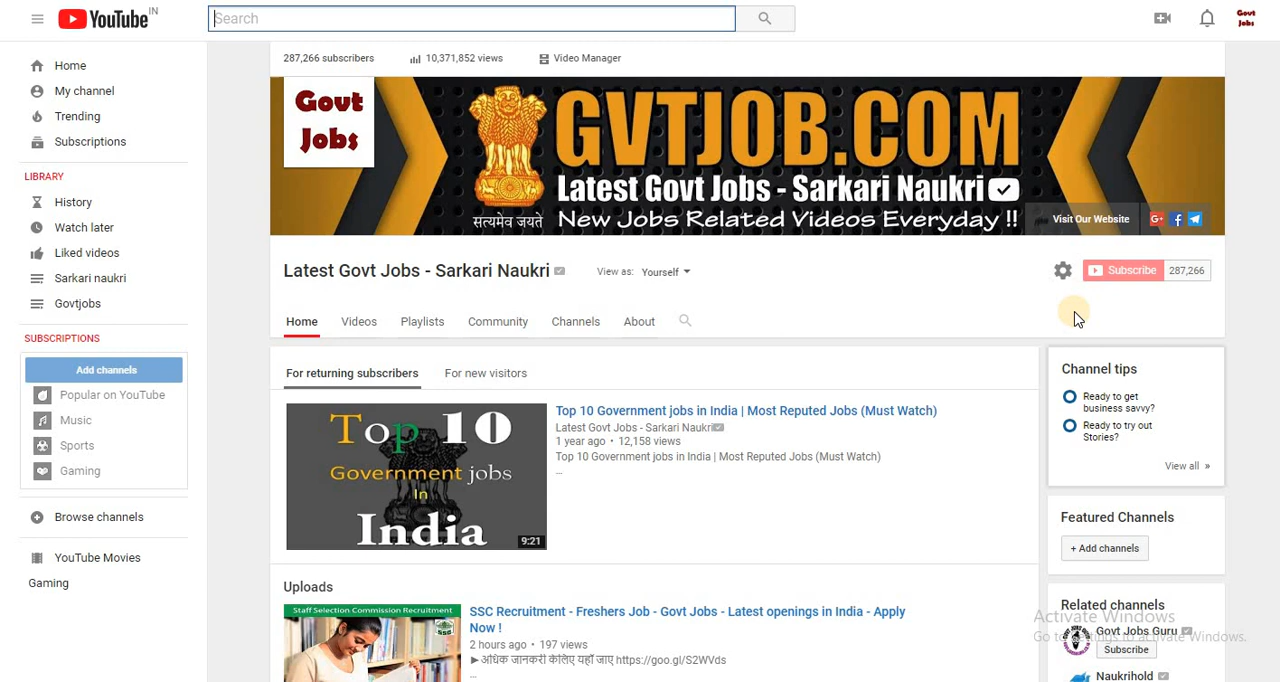 YouTube IN
Search
Govt
Jobs
Home
My channel
Trending
Subscriptions
LIBRARY
History
Watch later
Liked videos
Sarkari naukri
Govtjobs
SUBSCRIPTIONS
Add channels
Popular on YouTube
Music
Sports
Gaming
Browse channels
YouTube Movies
Gaming
287,266 subscribers
10,371,852 views
Video Manager
Govt
Jobs
GVTJOB.COM
Latest Govt Jobs - Sarkari Naukri
सत्यमेव जयते
New Jobs Related Videos Everyday !!
Visit Our Website
G+
Latest Govt Jobs - Sarkari Naukri
View as: Yourself
Subscribe 287,266
Home Videos Playlists Community Channels About
For returning subscribers For new visitors
Top 10
Government jobs
In
India
9:21
Top 10 Government jobs in India | Most Reputed Jobs (Must Watch)
Latest Govt Jobs - Sarkari Naukri
1 year ago • 12,158 views
Top 10 Government jobs in India | Most Reputed Jobs (Must Watch)
...
Uploads
Staff Selection Commission Recruitment
SSC Recruitment - Freshers Job - Govt Jobs - Latest openings in India - Apply
Now !
2 hours ago • 197 views
►अधिक जानकरी केलिए यहाँ जाए https://goo.gl/S2WVds
...
Channel tips
Ready to get
business savvy?
Ready to try out
Stories?
View all »
Featured Channels
+ Add channels
Related channels
Govt Jobs Guru
Subscribe
Naukrihold
Activate Windows
Go to Settings to activate Windows.